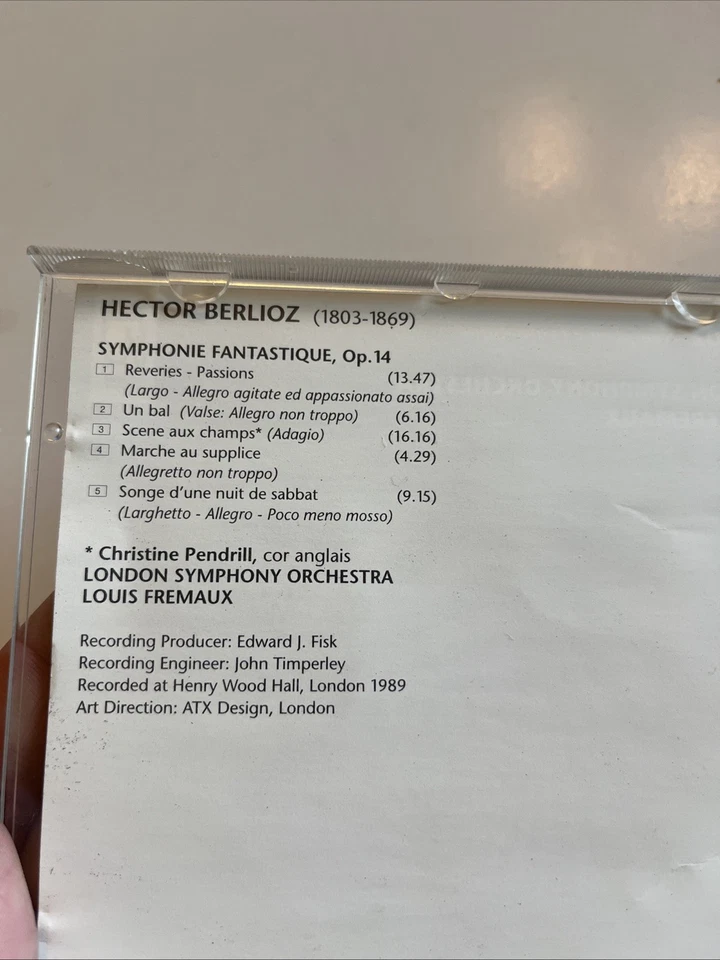 HECTOR BERLIOZ (1803-1869)
SYMPHONIE FANTASTIQUE, Op.14
1 Reveries - Passions (13.47)
(Largo - Allegro agitate ed appassionato assai)
2 Un bal (Valse: Allegro non troppo) (6.16)
3 Scene aux champs* (Adagio) (16.16)
4 Marche au supplice (4.29)
(Allegretto non troppo)
5 Songe d'une nuit de sabbat (9.15)
(Larghetto - Allegro - Poco meno mosso)
* Christine Pendrill, cor anglais
LONDON SYMPHONY ORCHESTRA
LOUIS FREMAUX
Recording Producer: Edward J. Fisk
Recording Engineer: John Timperley
Recorded at Henry Wood Hall, London 1989
Art Direction: ATX Design, London